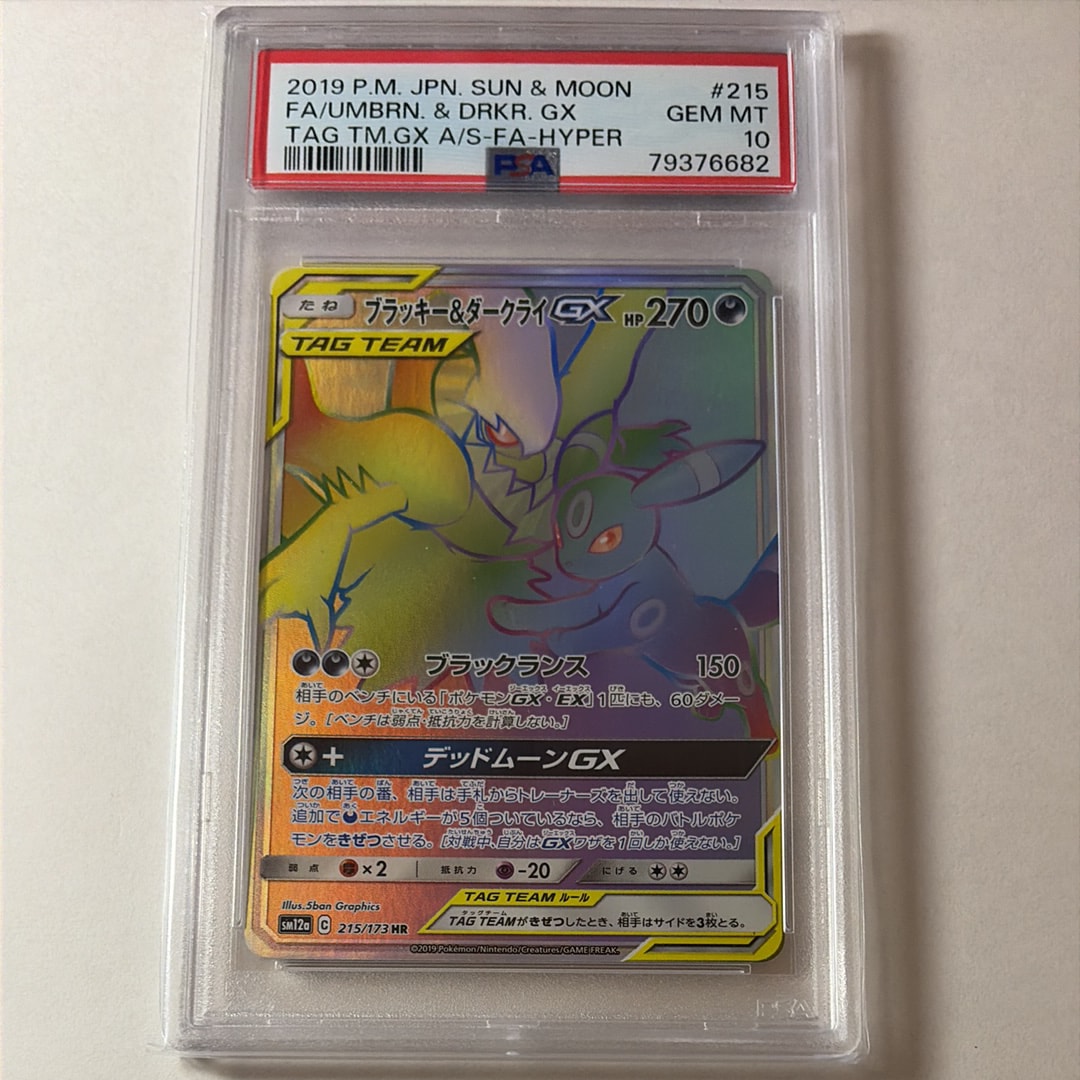 2019 P.M. JPN. SUN & MOON #215
FA/UMBRN. & DRKR. GX GEM MT
TAG TM.GX A/S-FA-HYPER 10
PSA 79376682
たね ブラッキー&ダークライGX HP270
TAG TEAM
ブラックランス 150
相手のベンチにいる「ポケモンGX・EX」1匹にも、60ダメー
ジ。[ベンチは弱点・抵抗力を計算しない。]
+ デッドムーンGX
次の相手の番、相手は手札からトレーナーズを出して使えない。
追加でエネルギーが5個ついているなら、相手のバトルポケ
モンをきぜつさせる。[対戦中、自分はGXワザを1回しか使えない。]
弱点 ×2 抵抗力 -20 にげる
Illus.5ban Graphics
TAG TEAM ルール
TAG TEAMがきぜつしたとき、相手はサイドを3枚とる。
sm12a C 215/173 HR
©2019 Pokémon/Nintendo/Creatures/GAME FREAK.
PSA